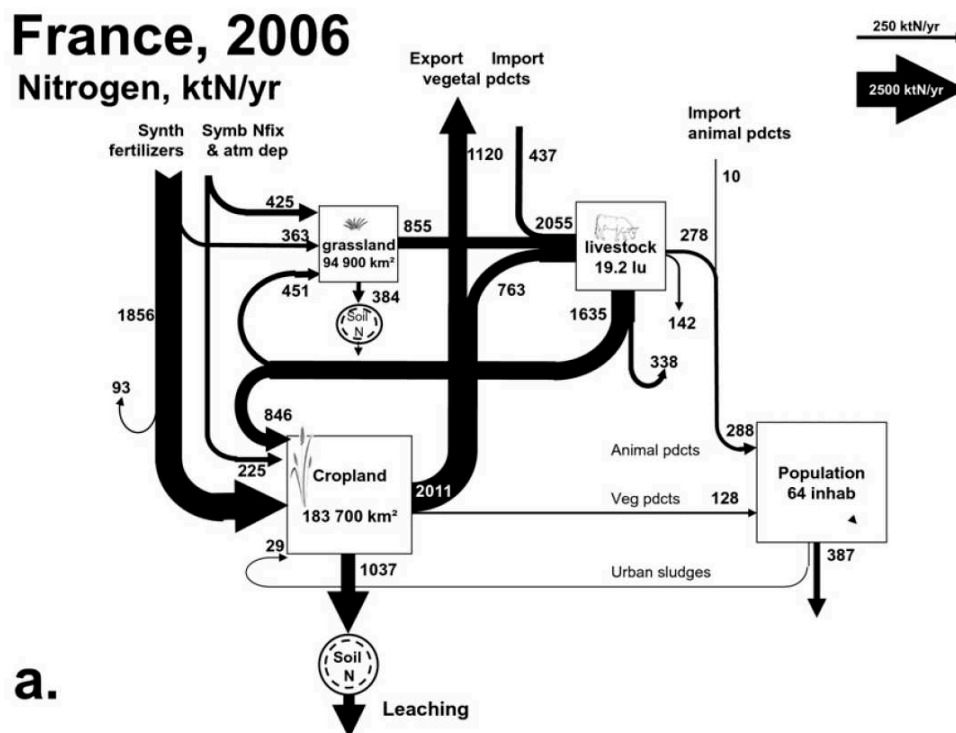 France, 2006
Nitrogen, ktN/yr
250 ktN/yr
2500 ktN/yr
Export Import
vegetal pdcts
Import
animal pdcts
Synth
fertilizers
Symb Nfix
& atm dep
1120
437
10
425
363
451
grassland
94 900 km²
855
2055
livestock
19.2 lu
278
384
Soil
N
763
1635
142
1856
338
93
846
225
Cropland
183 700 km²
2011
Animal pdcts
288
Population
64 inhab
Veg pdcts
128
29
1037
Urban sludges
387
Soil
N
Leaching
a.